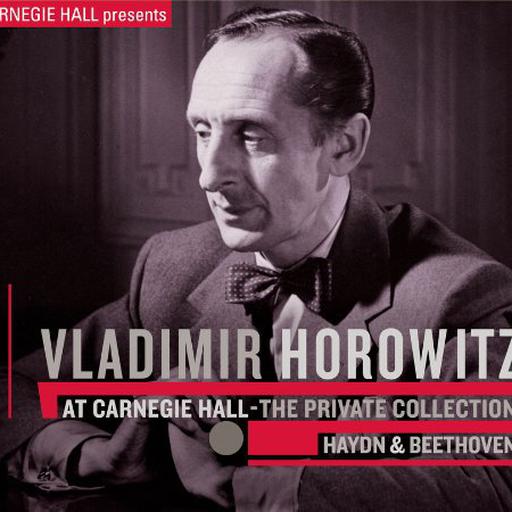 RNEGIE HALL presents
VLADIMIR HOROWITZ
AT CARNEGIE HALL-THE PRIVATE COLLECTION
HAYDN & BEETHOVEN